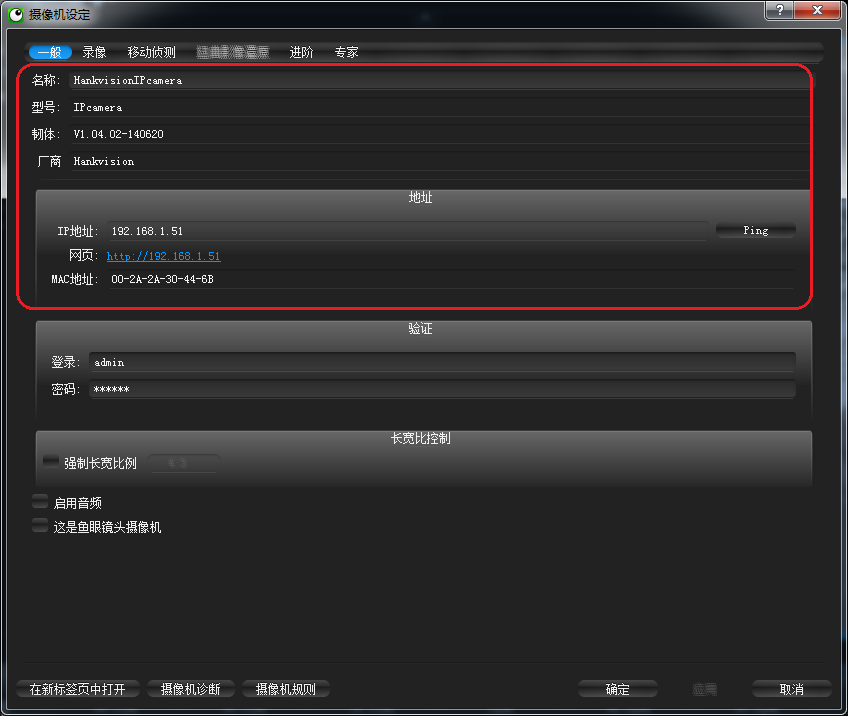 摄像机设定
一般 录像 移动侦测 进阶 专家
名称: HankvisionIPcamera
型号: IPcamera
韧体: V1.04.02-140620
厂商 Hankvision
地址
IP地址: 192.168.1.51 Ping
网页: http://192.168.1.51
MAC地址: 00-2A-2A-30-44-6B
验证
登录: admin
密码: ******
长宽比控制
强制长宽比例
启用音频
这是鱼眼镜头摄像机
在新标签页中打开 摄像机诊断 摄像机规则 确定 应用 取消